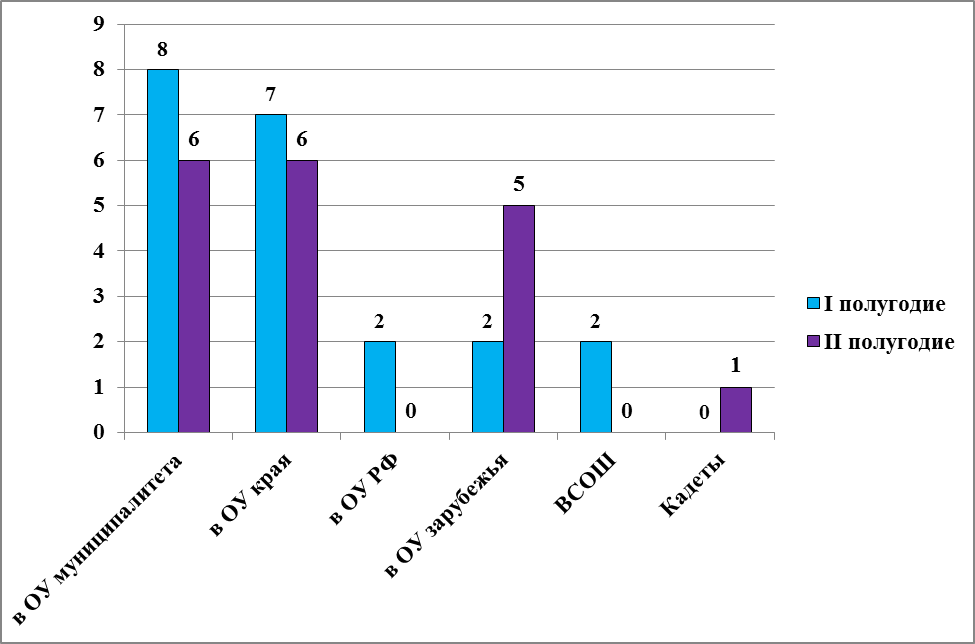 9
8
7
6
5
4
3
2
1
0
8
6
7
6
2
0
2
5
2
0
0
1
в ОУ муниципалитета
в ОУ края
в ОУ РФ
в ОУ зарубежья
ВСОШ
Кадеты
I полугодие
II полугодие